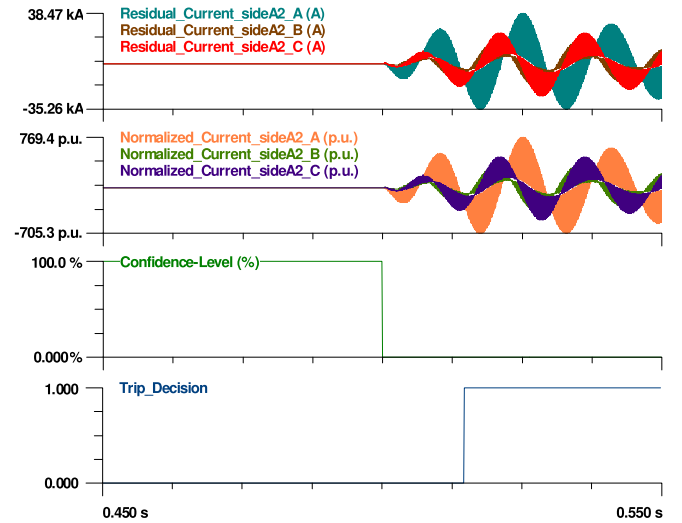 38.47 kA
Residual_Current_sideA2_A (A)
Residual_Current_sideA2_B (A)
Residual_Current_sideA2_C (A)
-35.26 kA
769.4 p.u.
Normalized_Current_sideA2_A (p.u.)
Normalized_Current_sideA2_B (p.u.)
Normalized_Current_sideA2_C (p.u.)
-705.3 p.u.
100.0 %
Confidence-Level (%)
0.000 %
1.000
Trip_Decision
0.000
0.450 s
0.550 s